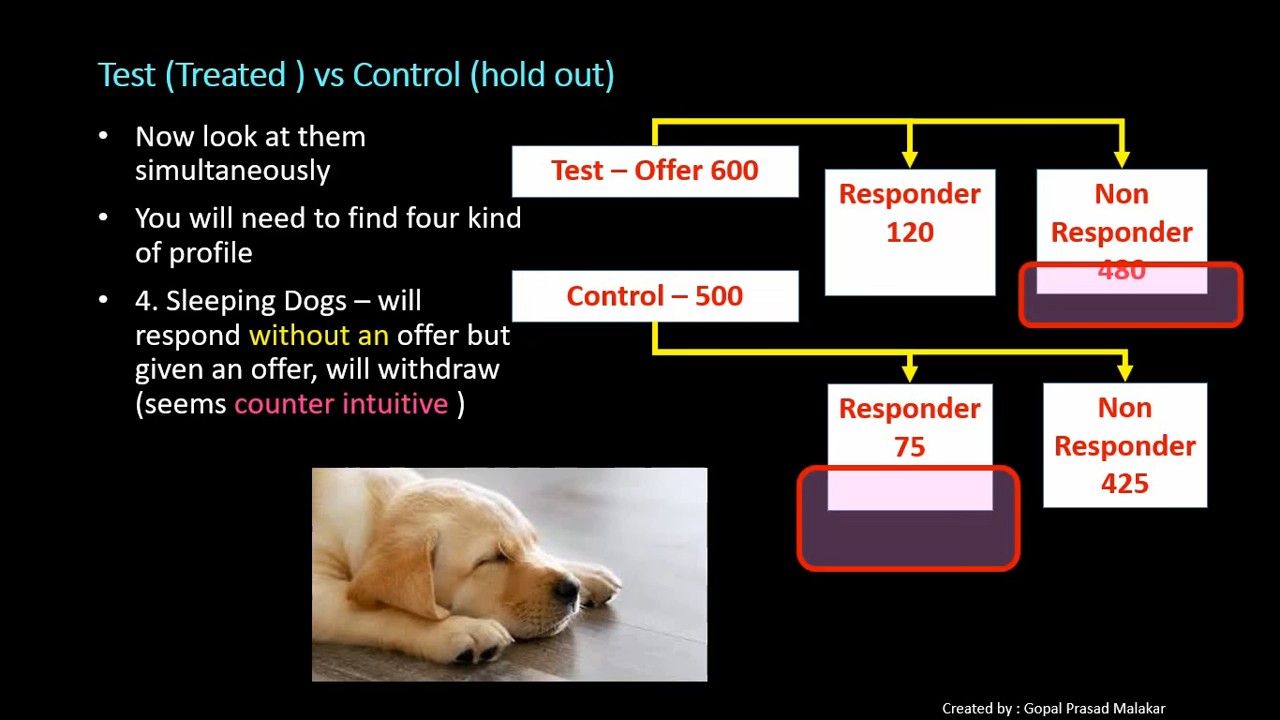 Test (Treated ) vs Control (hold out)
• Now look at them
simultaneously
• You will need to find four kind
of profile
• 4. Sleeping Dogs – will
respond without an offer but
given an offer, will withdraw
(seems counter intuitive )
Test – Offer 600
Responder
120
Non
Responder
480
Control – 500
Responder
75
Non
Responder
425
Created by : Gopal Prasad Malakar